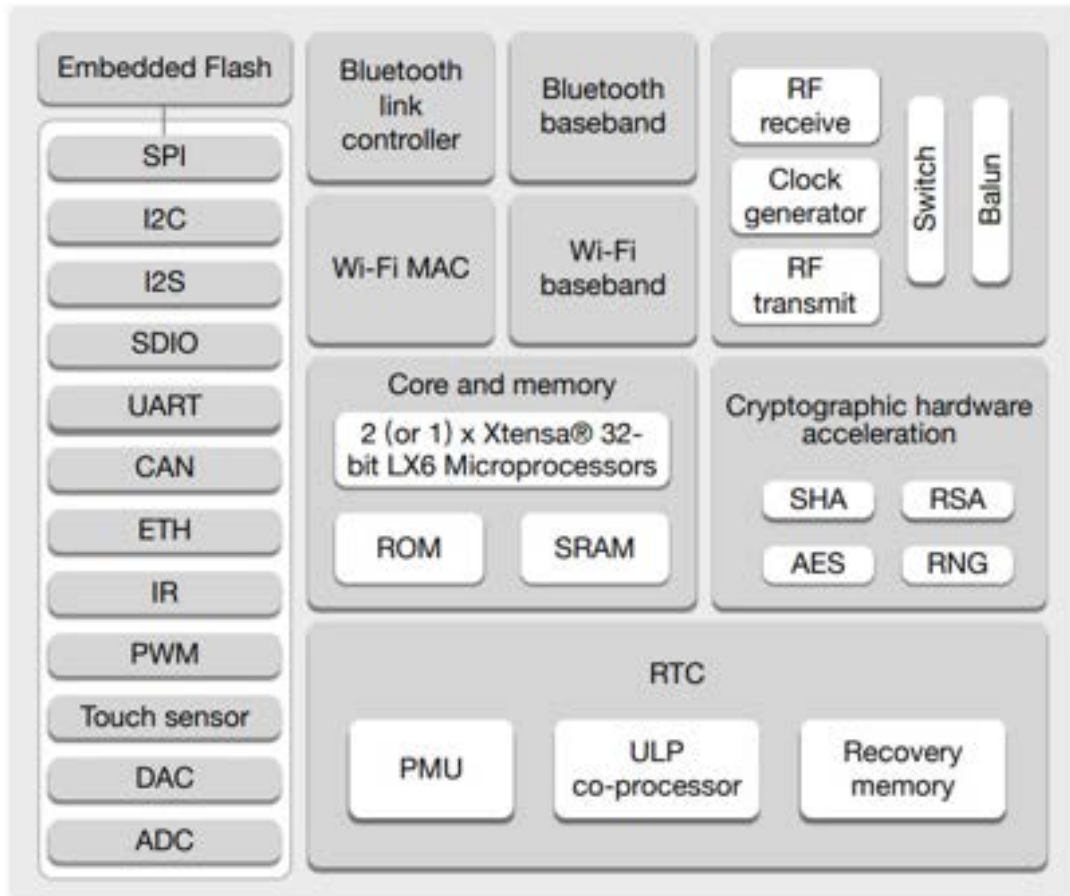 Embedded Flash
SPI
I2C
I2S
SDIO
UART
CAN
ETH
IR
PWM
Touch sensor
DAC
ADC
Bluetooth
link
controller
Bluetooth
baseband
Wi-Fi MAC
Wi-Fi
baseband
RF
receive
Clock
generator
RF
transmit
Switch
Balun
Core and memory
2 (or 1) x Xtensa® 32-
bit LX6 Microprocessors
ROM
SRAM
Cryptographic hardware
acceleration
SHA
RSA
AES
RNG
RTC
PMU
ULP
co-processor
Recovery
memory